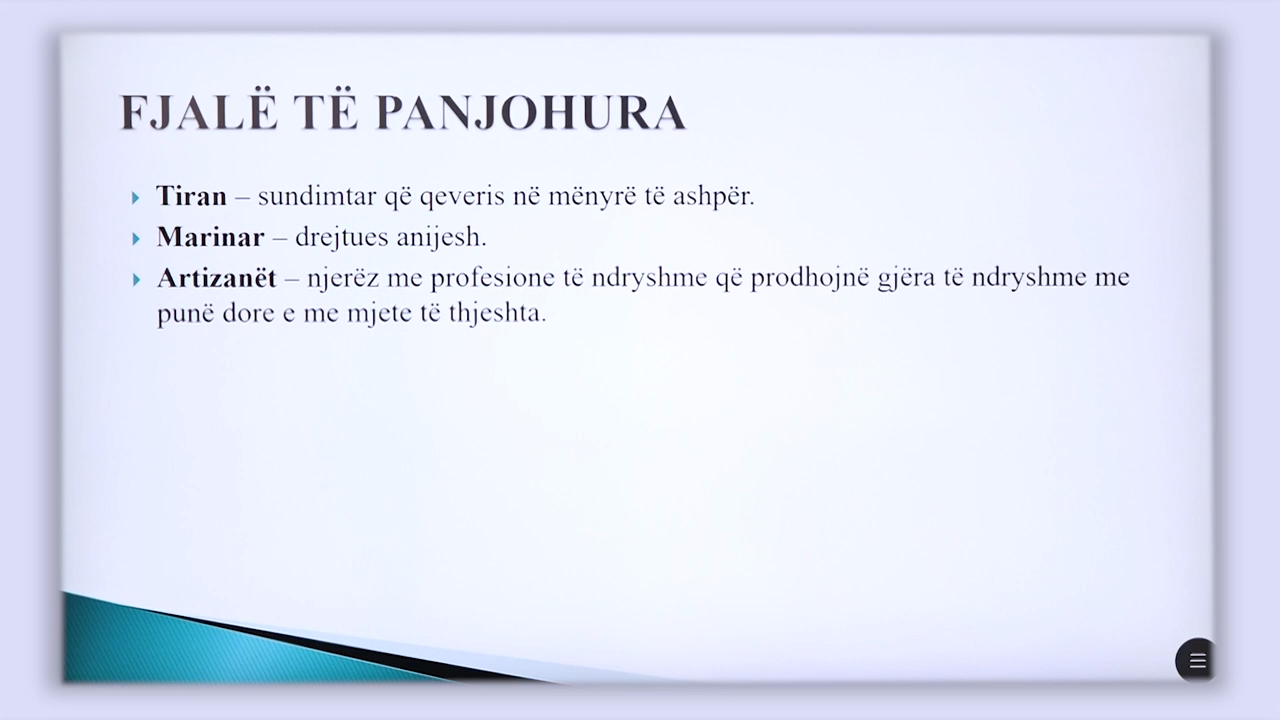 FJALË TË PANJOHURA
Tiran – sundimtar që qeveris në mënyrë të ashpër.
Marinar – drejtues anijesh.
Artizanët – njerëz me profesione të ndryshme që prodhojnë gjëra të ndryshme me
punë dore e me mjete të thjeshta.